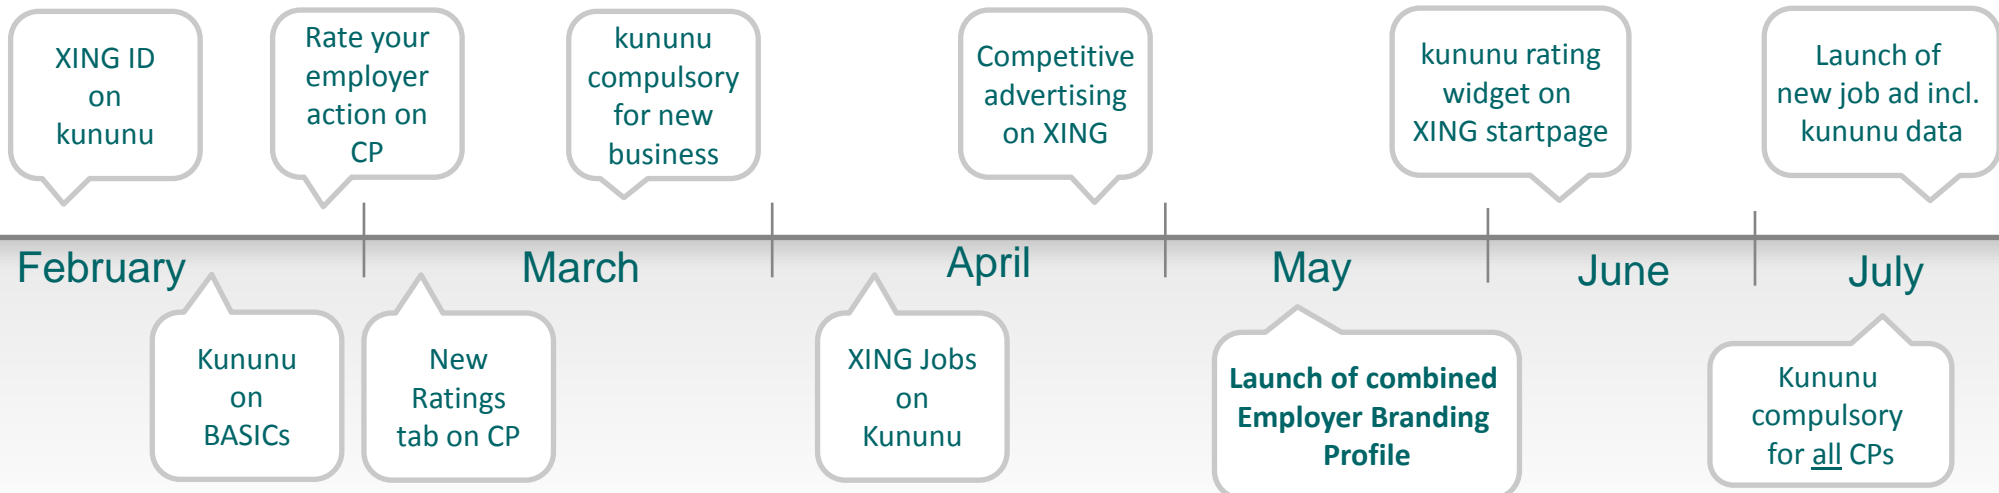 XING ID
on
kununu
Rate your
employer
action on
CP
kununu
compulsory
for new
business
Competitive
advertising
on XING
kununu rating
widget on
XING startpage
Launch of
new job ad incl.
kununu data
February
March
April
May
June
July
Kununu
on
BASICs
New
Ratings
tab on CP
XING Jobs
on
Kununu
Launch of combined
Employer Branding
Profile
Kununu
compulsory
for all CPs